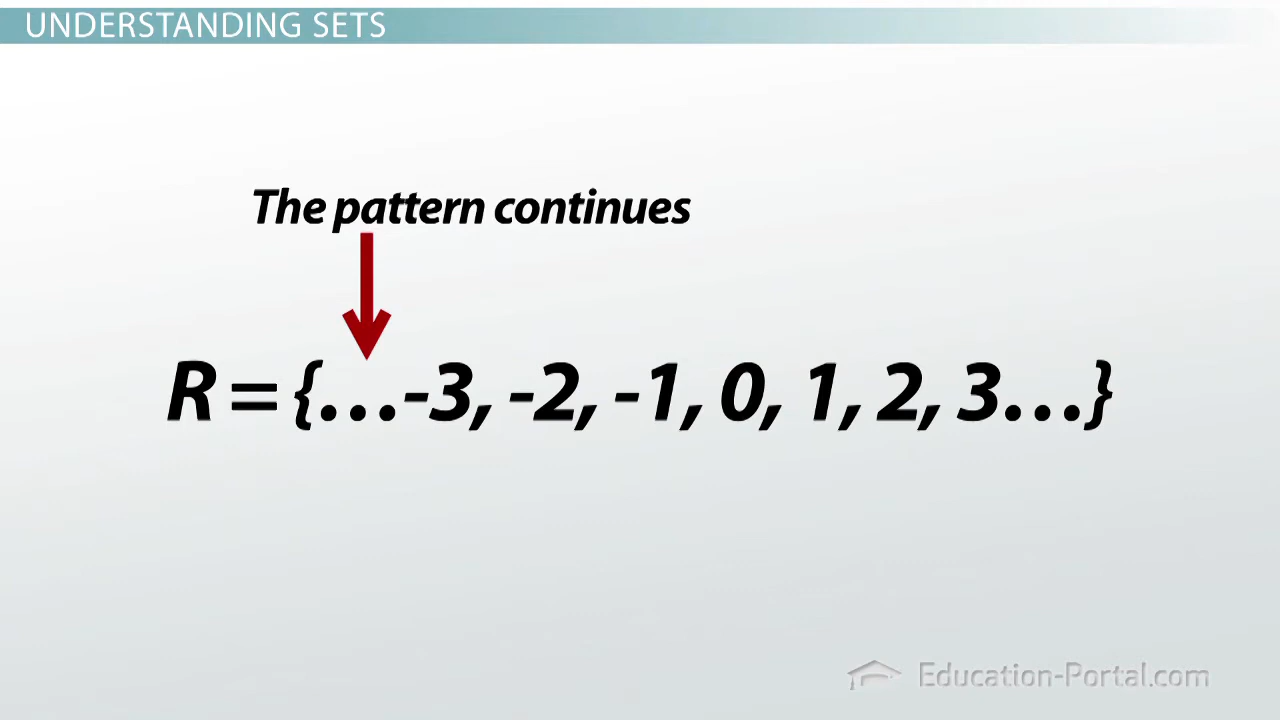 UNDERSTANDING SETS
The pattern continues
R = {…-3, -2, -1, 0, 1, 2, 3…}
Education-Portal.com